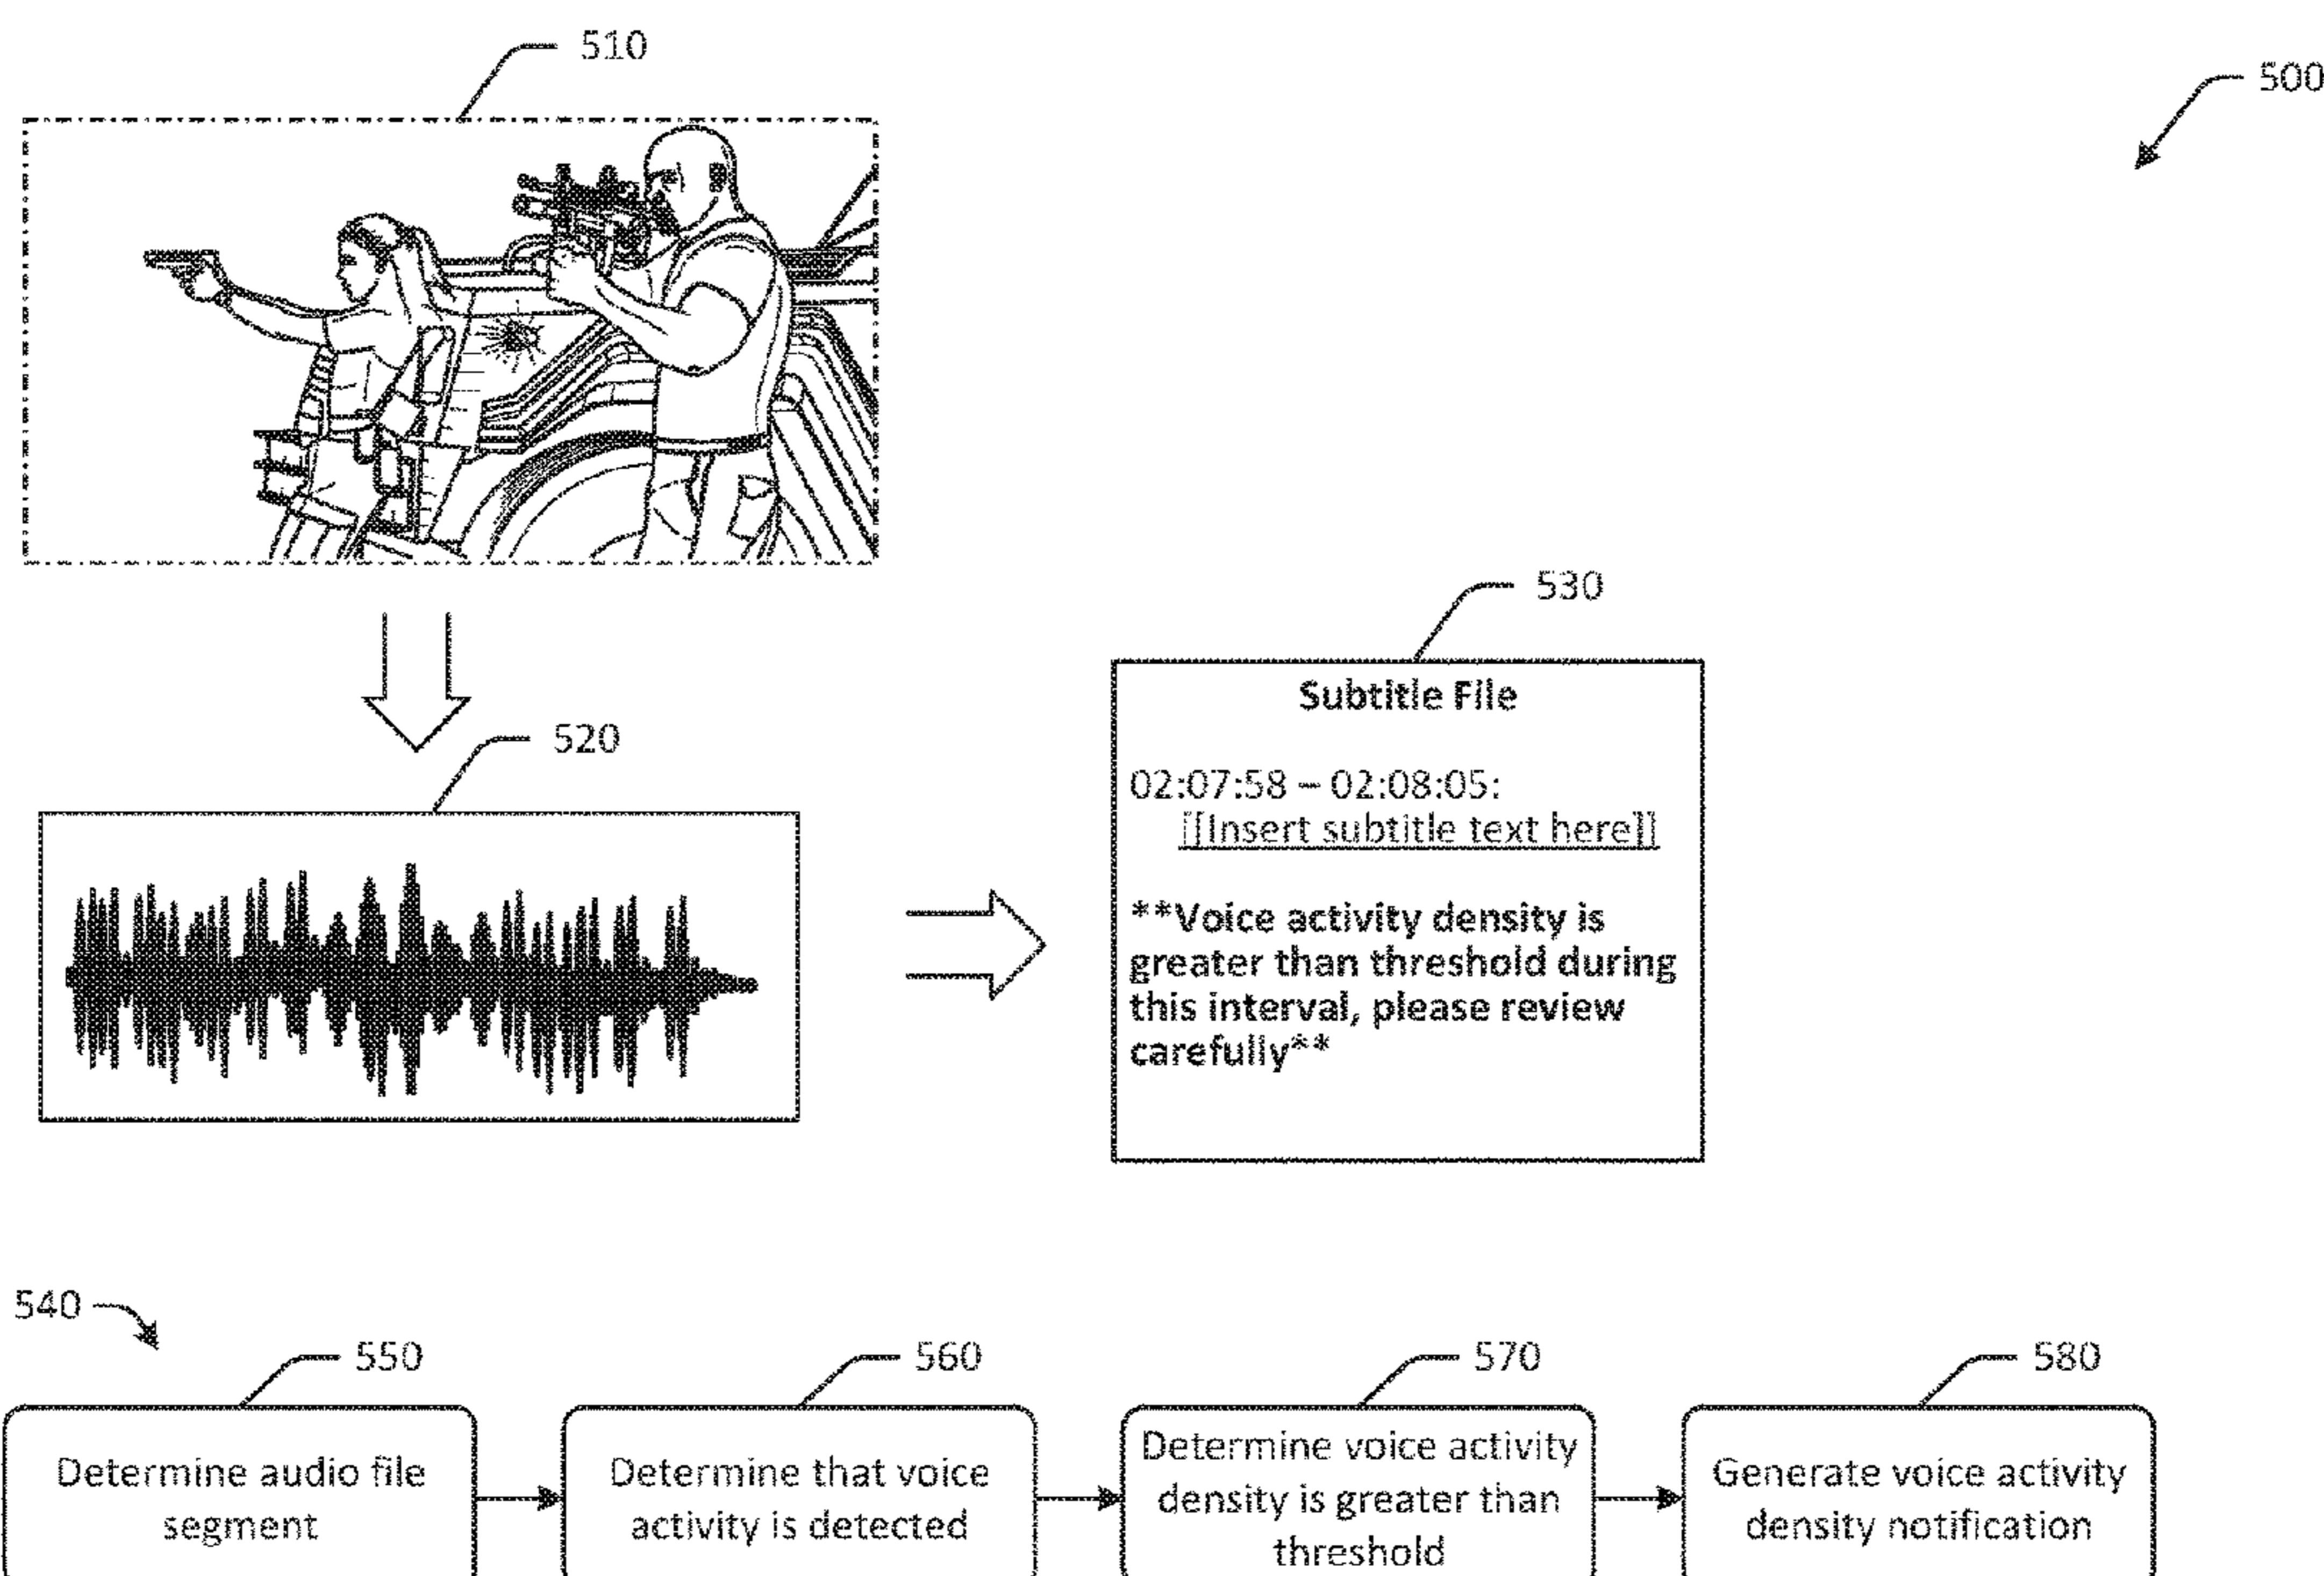 510
500
530
Subtitle File
02:07:58 – 02:08:05:
[[Insert subtitle text here]]
**Voice activity density is
greater than threshold during
this interval, please review
carefully**
520
540
550
Determine audio file
segment
560
Determine that voice
activity is detected
570
Determine voice activity
density is greater than
threshold
580
Generate voice activity
density notification